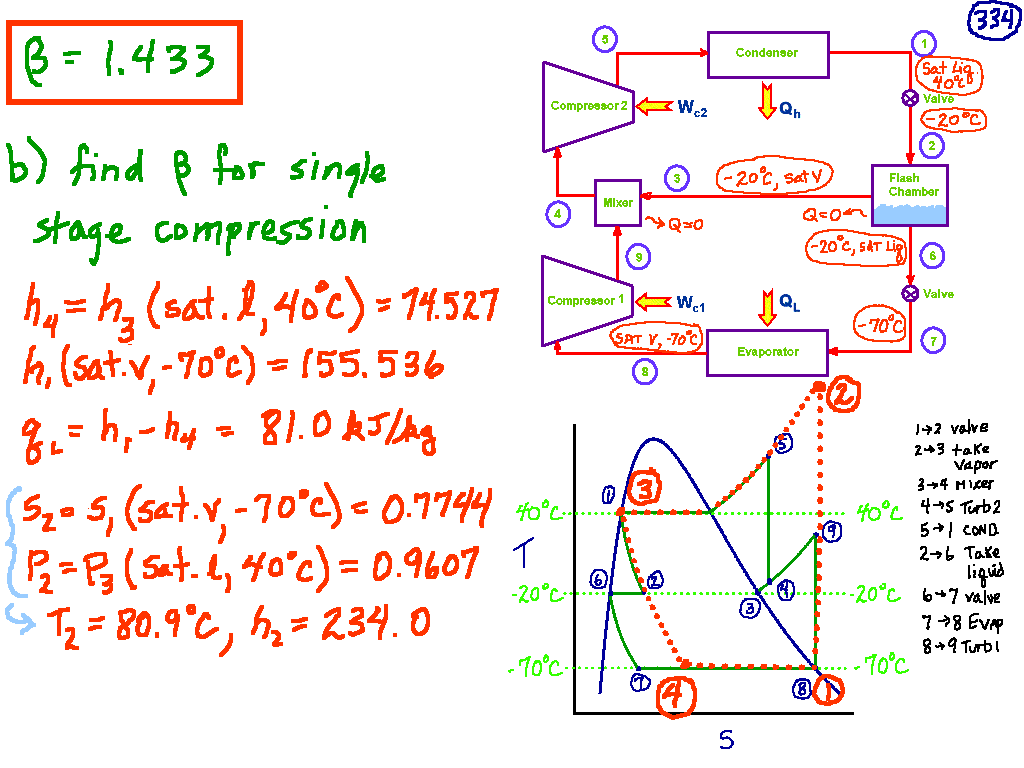 334
β = 1.433
b) find β for single
stage compression
h4 = h3 (sat. l, 40°C) = 74.527
h1 (sat.v, -70°C) = 155.536
qL = h1 - h4 = 81.0 kJ/kg
S2 = S1 (sat.v, -70°C) = 0.7744
P2 = P3 (sat. l, 40°C) = 0.9607
T2 = 80.9°C, h2 = 234.0
5
Condenser
1
Sat Liq
40°C
Compressor 2
Wc2
Qh
Valve
-20°C
2
3
-20°C, sat V
Flash
Chamber
Mixer
4
Q=0
Q=0
-20°C, SAT Liq
6
9
Compressor 1
Wc1
QL
Valve
-70°C
SAT V, -70°C
Evaporator
7
8
2
5
1
3
40°C
40°C
9
T
6
2
4
-20°C
3
-20°C
-70°C
-70°C
7
4
8
1
S
1→2 valve
2→3 take
vapor
3→4 Mixer
4→5 Turb2
5→1 COND.
2→6 Take
liquid
6→7 valve
7→8 Evap
8→9 Turb1